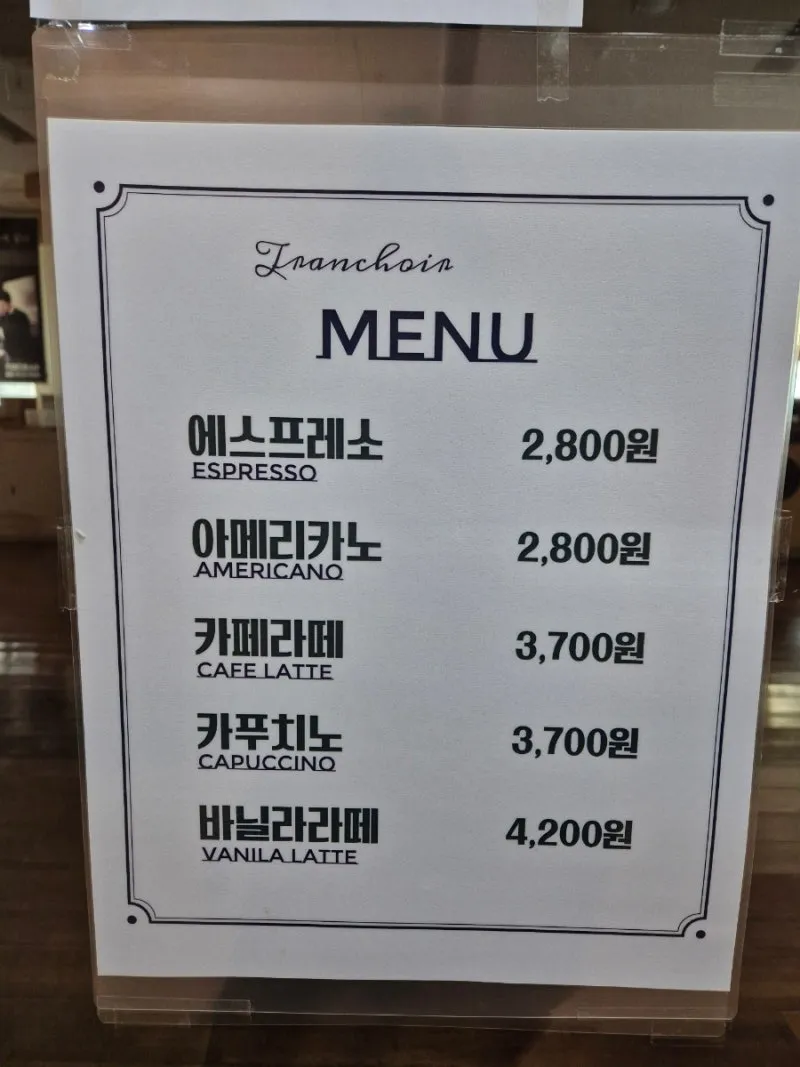 Tranchoir
MENU
에스프레소 2,800원
ESPRESSO
아메리카노 2,800원
AMERICANO
카페라떼 3,700원
CAFE LATTE
카푸치노 3,700원
CAPUCCINO
바닐라라떼 4,200원
VANILA LATTE